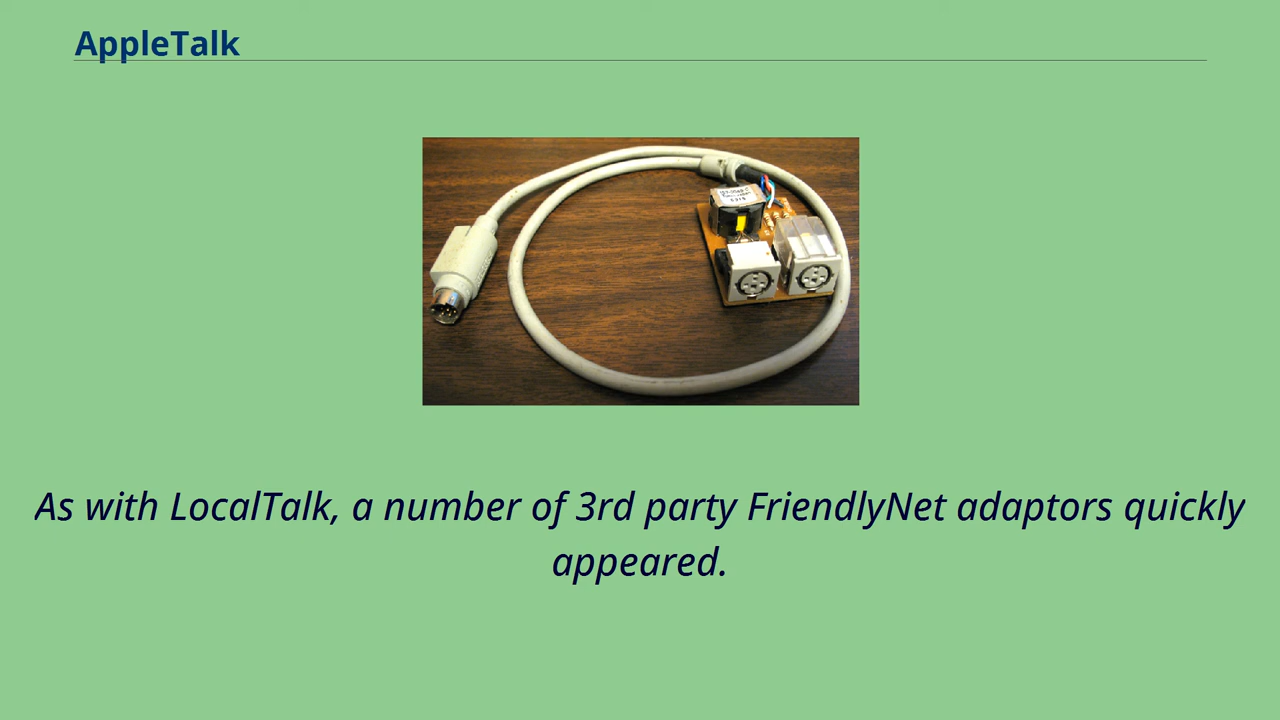 AppleTalk
As with LocalTalk, a number of 3rd party FriendlyNet adaptors quickly
appeared.